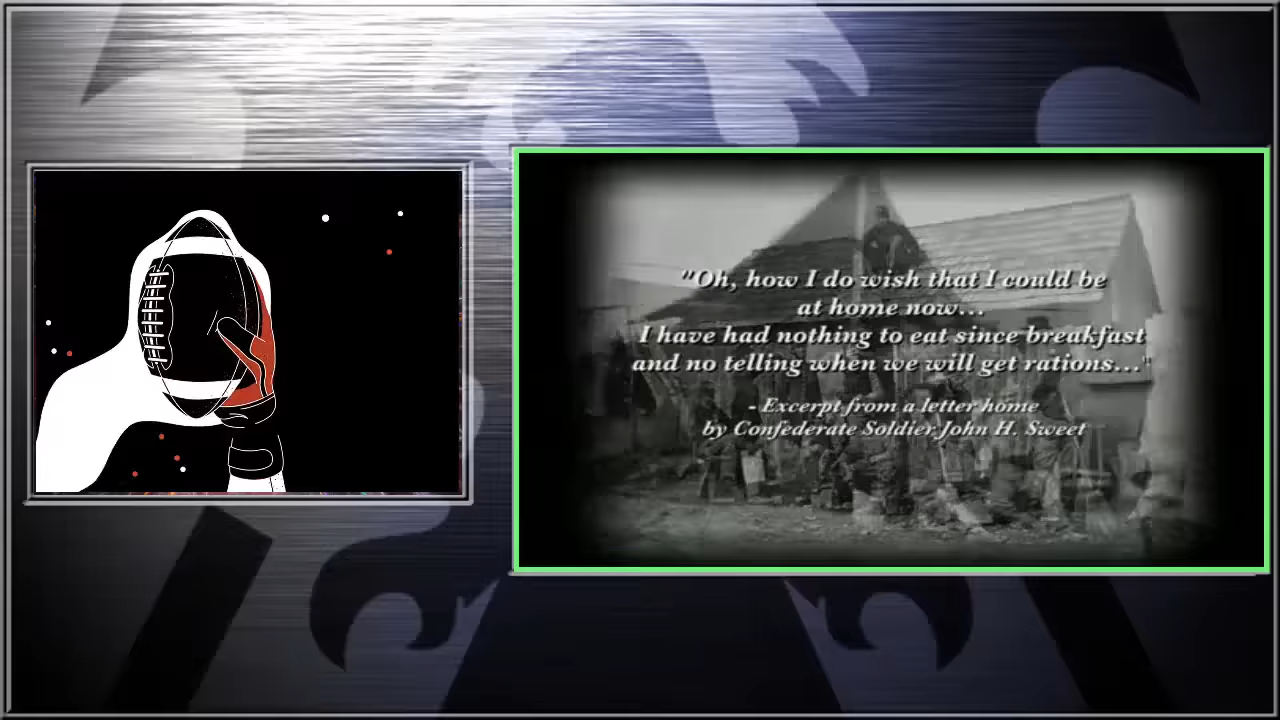 "Oh, how I do wish that I could be
at home now...
I have had nothing to eat since breakfast
and no telling when we will get rations..."
- Excerpt from a letter home
by Confederate Soldier John H. Sweet